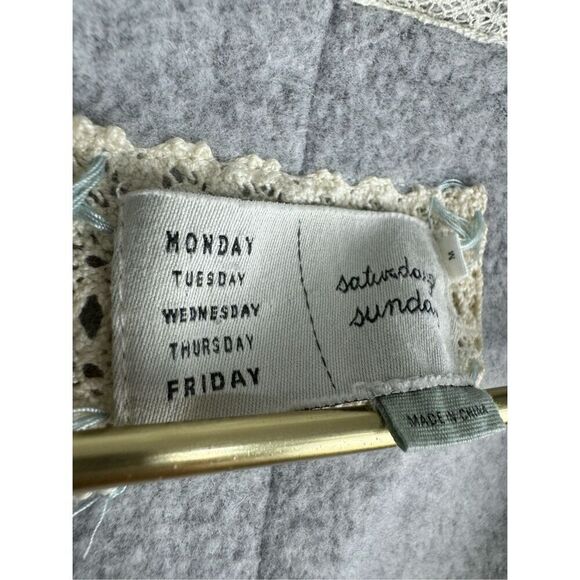 MONDAY
TUESDAY
WEDNESDAY
THURSDAY
FRIDAY
saturday
sunday
M
MADE IN CHINA